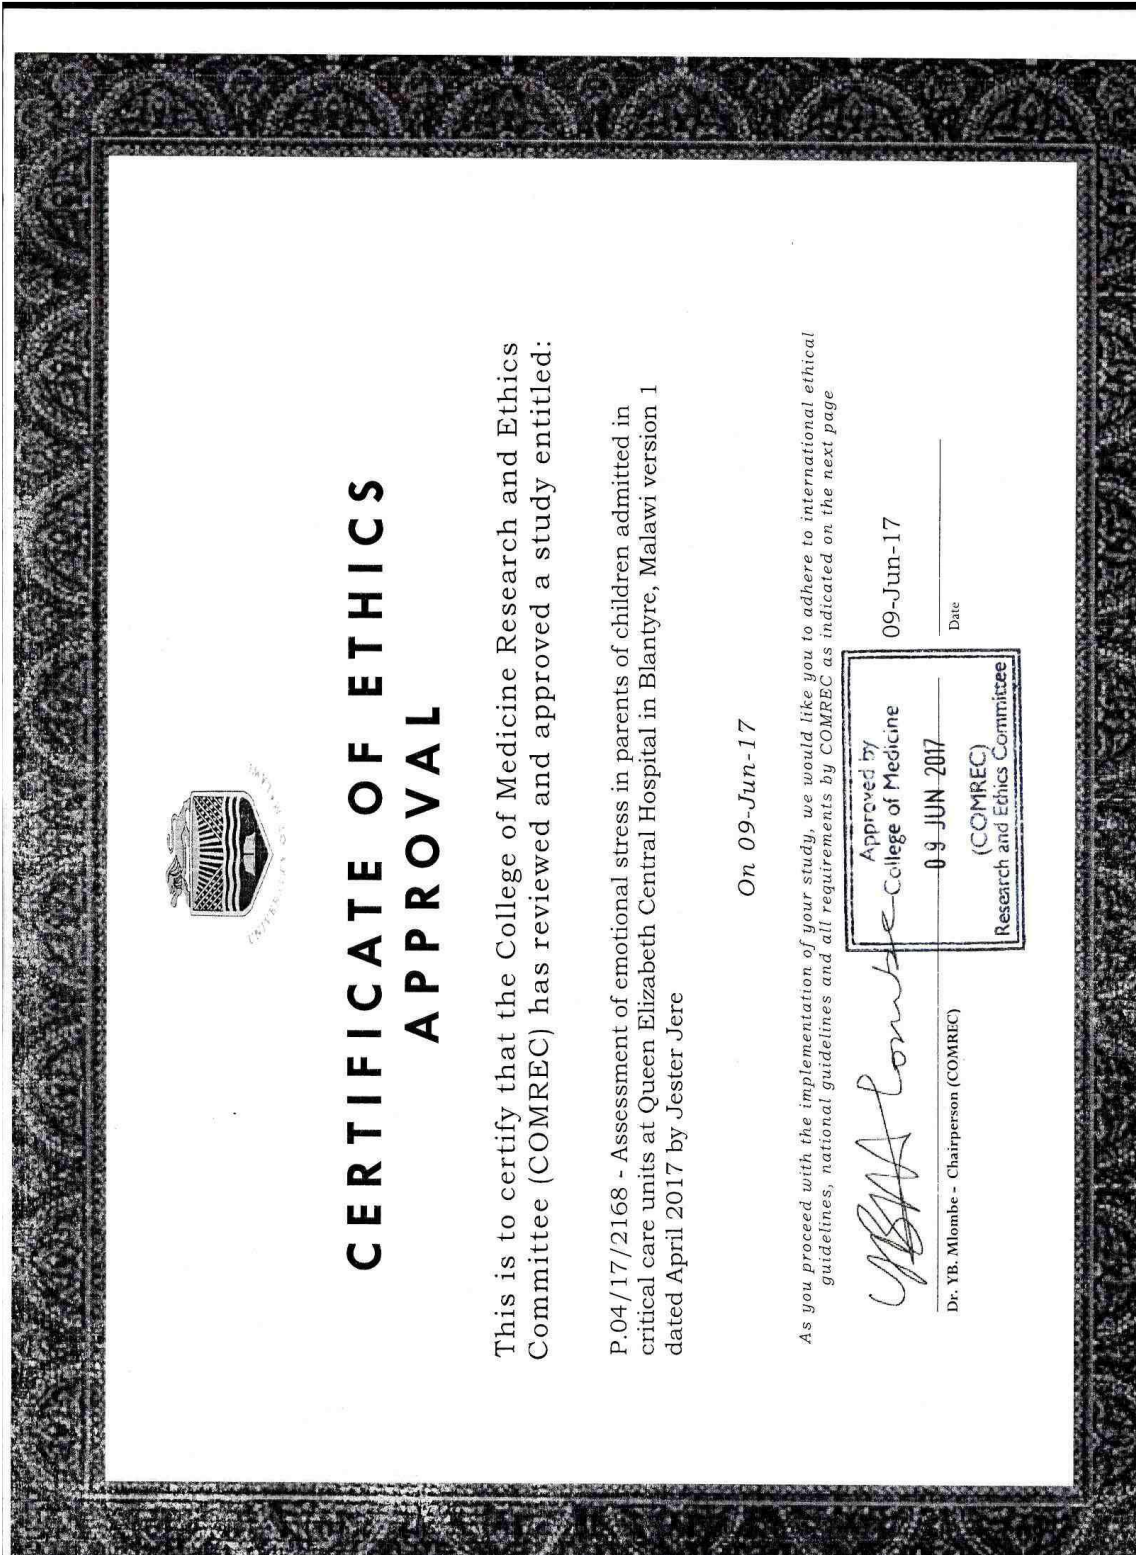 UNIVERSITY OF MALAWI
CERTIFICATE OF ETHICS
APPROVAL
This is to certify that the College of Medicine Research and Ethics
Committee (COMREC) has reviewed and approved a study entitled:
P.04/17/2168 - Assessment of emotional stress in parents of children admitted in
critical care units at Queen Elizabeth Central Hospital in Blantyre, Malawi version 1
dated April 2017 by Jester Jere
On 09-Jun-17
As you proceed with the implementation of your study, we would like you to adhere to international ethical
guidelines, national guidelines and all requirements by COMREC as indicated on the next page
Approved by
College of Medicine
09 JUN 2017
(COMREC)
Research and Ethics Committee
09-Jun-17
Dr. YB. Mlombe - Chairperson (COMREC)
Date